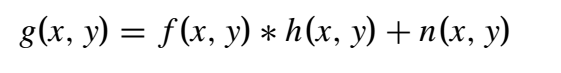 g(x, y) = f(x, y) ∗ h(x, y) + n(x, y)